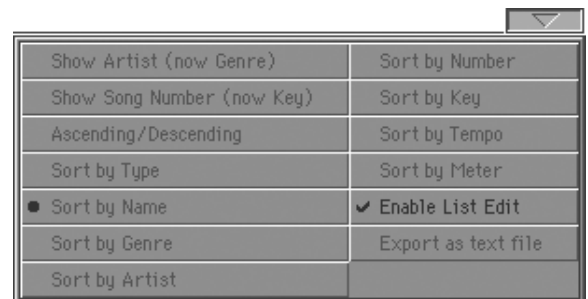 Show Artist (now Genre)
Show Song Number (now Key)
Ascending/Descending
Sort by Type
Sort by Name
Sort by Genre
Sort by Artist
Sort by Number
Sort by Key
Sort by Tempo
Sort by Meter
Enable List Edit
Export as text file